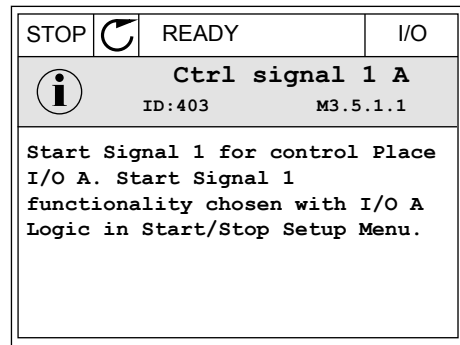 STOP READY I/O
Ctrl signal 1 A
ID:403 M3.5.1.1
Start Signal 1 for control Place
I/O A. Start Signal 1
functionality chosen with I/O A
Logic in Start/Stop Setup Menu.